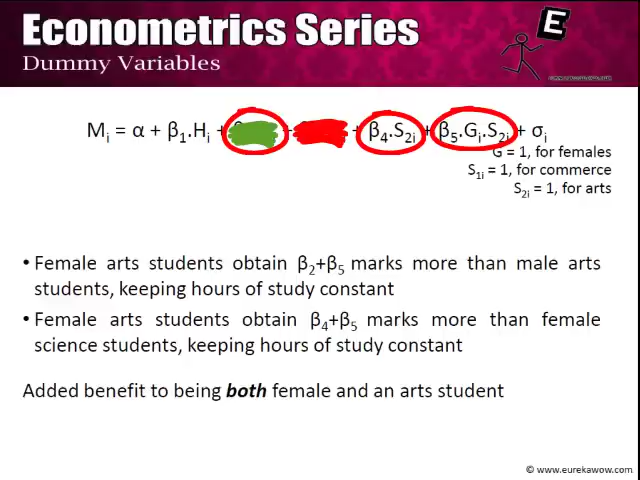 Econometrics Series
Dummy Variables
E
Mᵢ = α + β₁.Hᵢ + + + β₄.S₂ᵢ + β₅.Gᵢ.S₂ᵢ + σᵢ
G = 1, for females
S₁ᵢ = 1, for commerce
S₂ᵢ = 1, for arts
• Female arts students obtain β₂+β₅ marks more than male arts
students, keeping hours of study constant
• Female arts students obtain β₄+β₅ marks more than female
science students, keeping hours of study constant
Added benefit to being both female and an arts student
© www.eurekawow.com